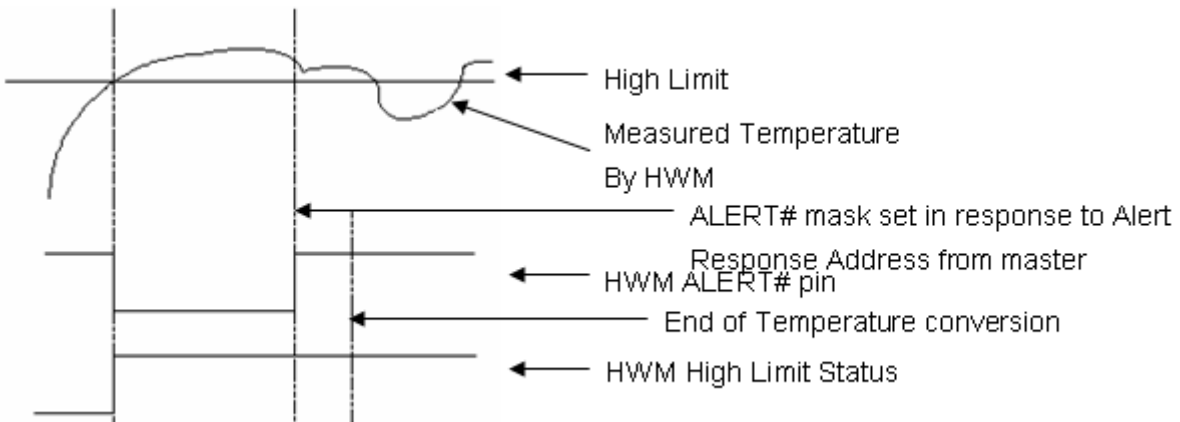 High Limit
Measured Temperature
By HWM
ALERT# mask set in response to Alert
Response Address from master
HWM ALERT# pin
End of Temperature conversion
HWM High Limit Status